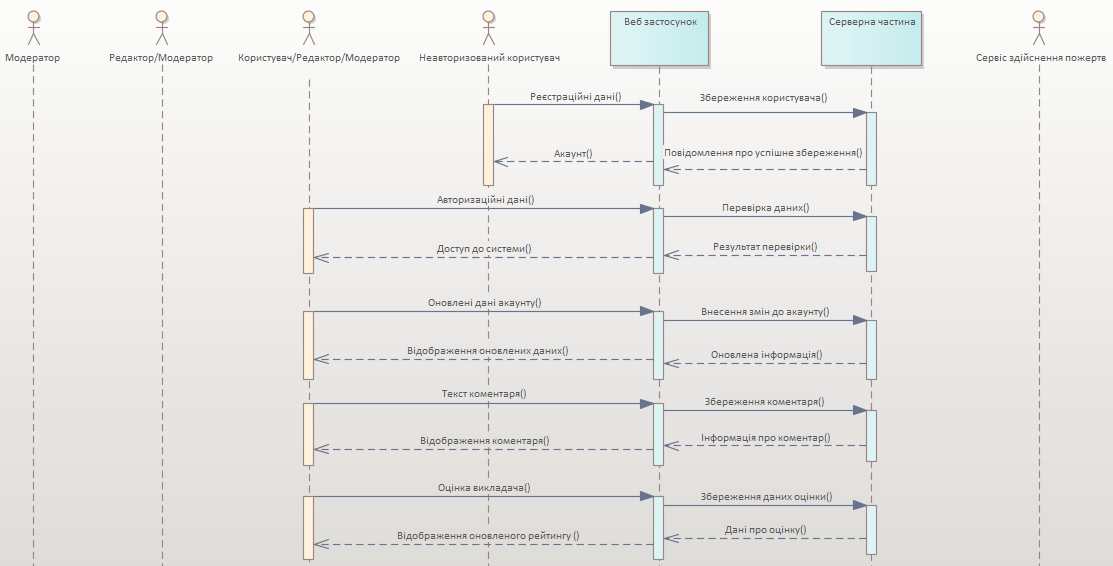 Веб застосунок
Серверна частина
Модератор
Редактор/Модератор
Користувач/Редактор/Модератор
Неавторизований користувач
Сервіс здійснення пожертв
Реєстраційні дані()
Збереження користувача()
Акаунт()
Повідомлення про успішне збереження()
Авторизаційні дані()
Перевірка даних()
Доступ до системи()
Результат перевірки()
Оновлені дані акаунту()
Внесення змін до акаунту()
Відображення оновлених даних()
Оновлена інформація()
Текст коментаря()
Збереження коментаря()
Відображення коментаря()
Інформація про коментар()
Оцінка викладача()
Збереження даних оцінки()
Відображення оновленого рейтингу ()
Дані про оцінку()